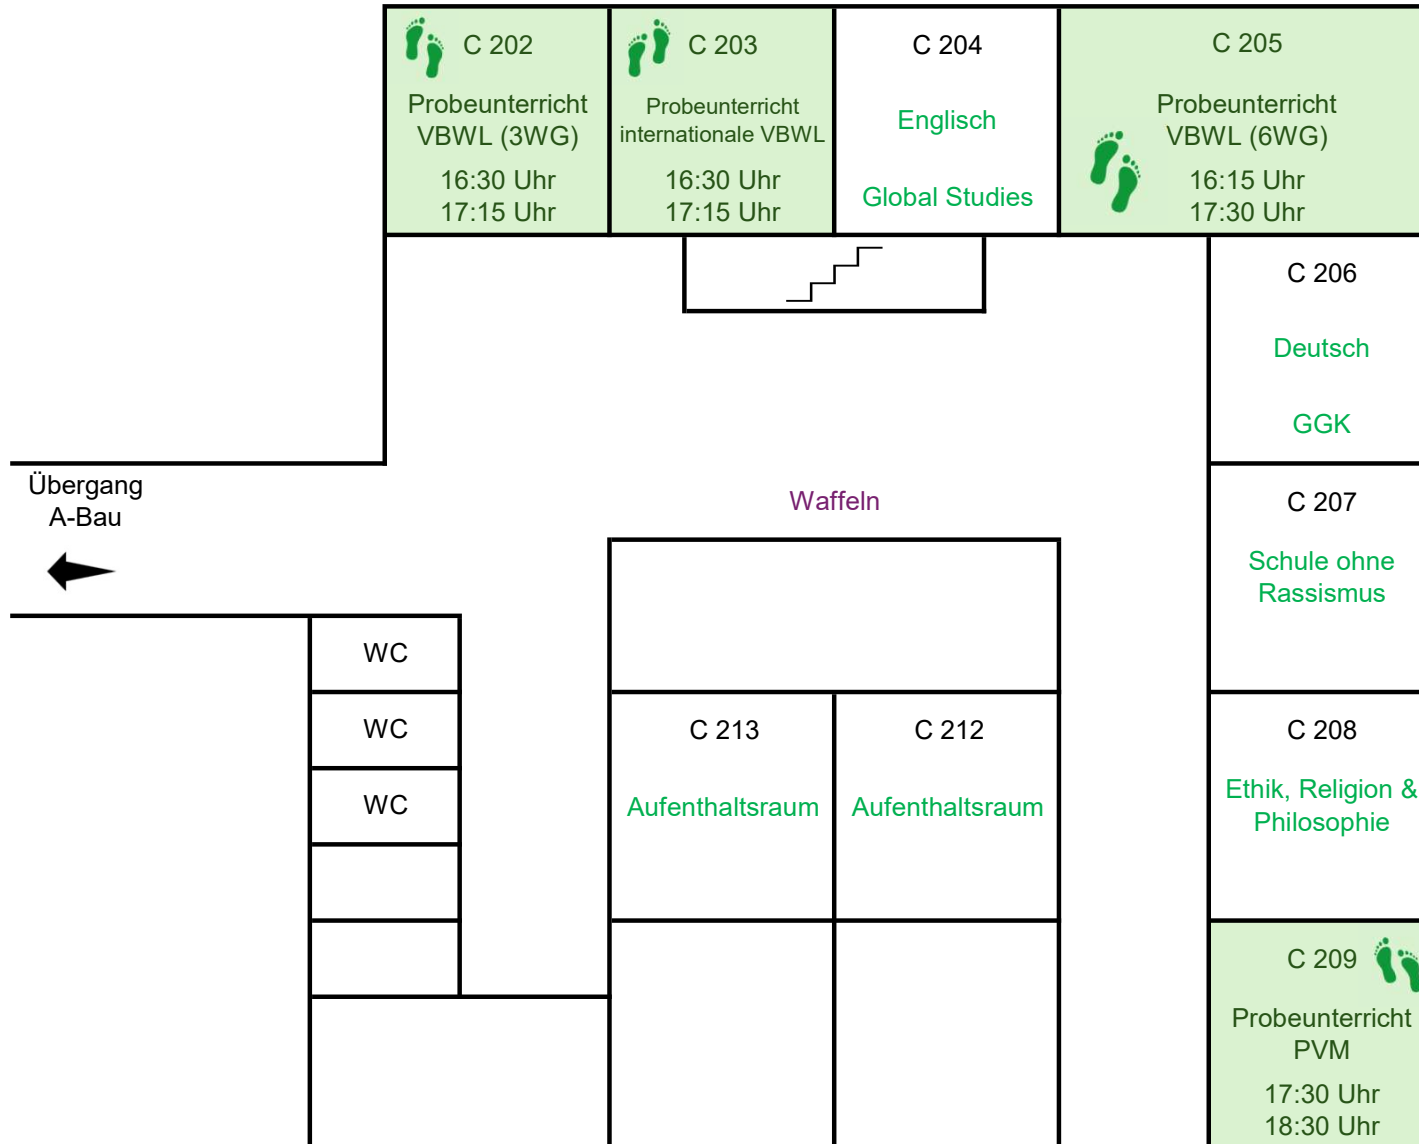 C 202
Probeunterricht
VBWL (3WG)
16:30 Uhr
17:15 Uhr
C 203
Probeunterricht
internationale VBWL
16:30 Uhr
17:15 Uhr
C 204
Englisch
Global Studies
C 205
Probeunterricht
VBWL (6WG)
16:15 Uhr
17:30 Uhr
C 206
Deutsch
GGK
Übergang
A-Bau
Waffeln
C 207
Schule ohne
Rassismus
WC
WC
WC
C 213
Aufenthaltsraum
C 212
Aufenthaltsraum
C 208
Ethik, Religion &
Philosophie
C 209
Probeunterricht
PVM
17:30 Uhr
18:30 Uhr